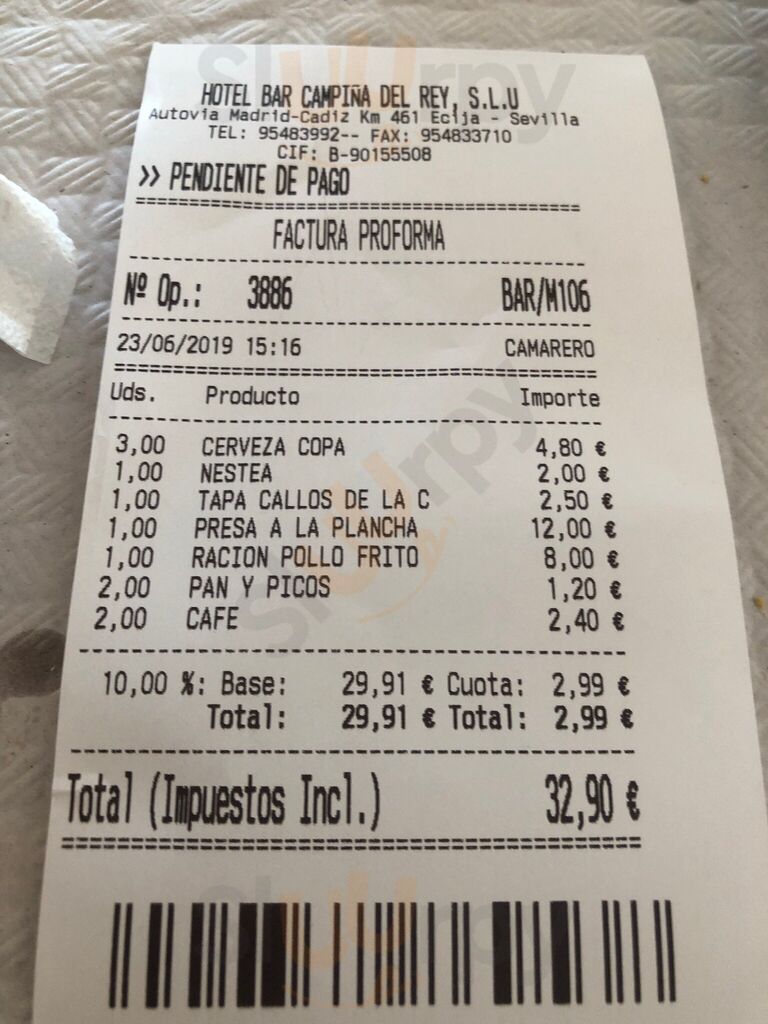 HOTEL BAR CAMPIÑA DEL REY, S.L.U
Autovia Madrid-Cadiz Km 461 Ecija - Sevilla
TEL: 95483992-- FAX: 954833710
CIF: B-90155508
>> PENDIENTE DE PAGO
FACTURA PROFORMA
Nº Op.: 3886 BAR/M106
23/06/2019 15:16 CAMARERO
Uds. Producto Importe
3,00 CERVEZA COPA 4,80 €
1,00 NESTEA 2,00 €
1,00 TAPA CALLOS DE LA C 2,50 €
1,00 PRESA A LA PLANCHA 12,00 €
1,00 RACION POLLO FRITO 8,00 €
2,00 PAN Y PICOS 1,20 €
2,00 CAFE 2,40 €
10,00 %: Base: 29,91 € Cuota: 2,99 €
Total: 29,91 € Total: 2,99 €
Total (Impuestos Incl.) 32,90 €
sluurpy
sluurpy
sluurpy